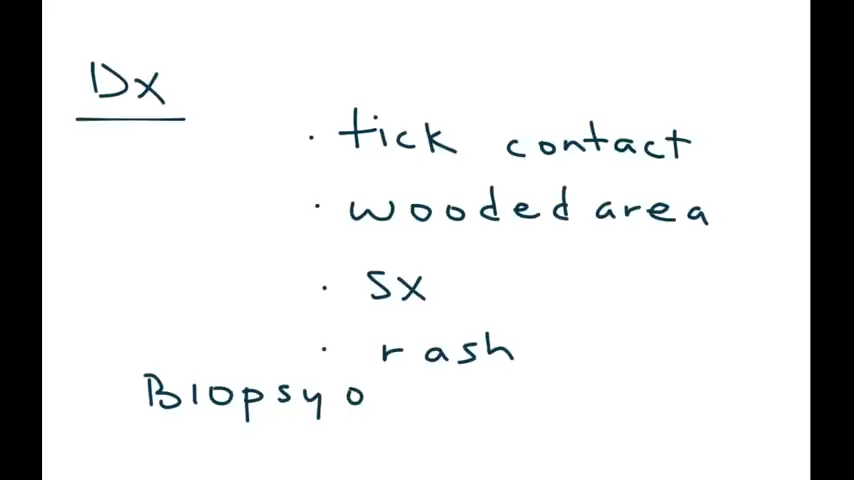 Dx
· tick contact
· wooded area
· Sx
· rash
Biopsy o